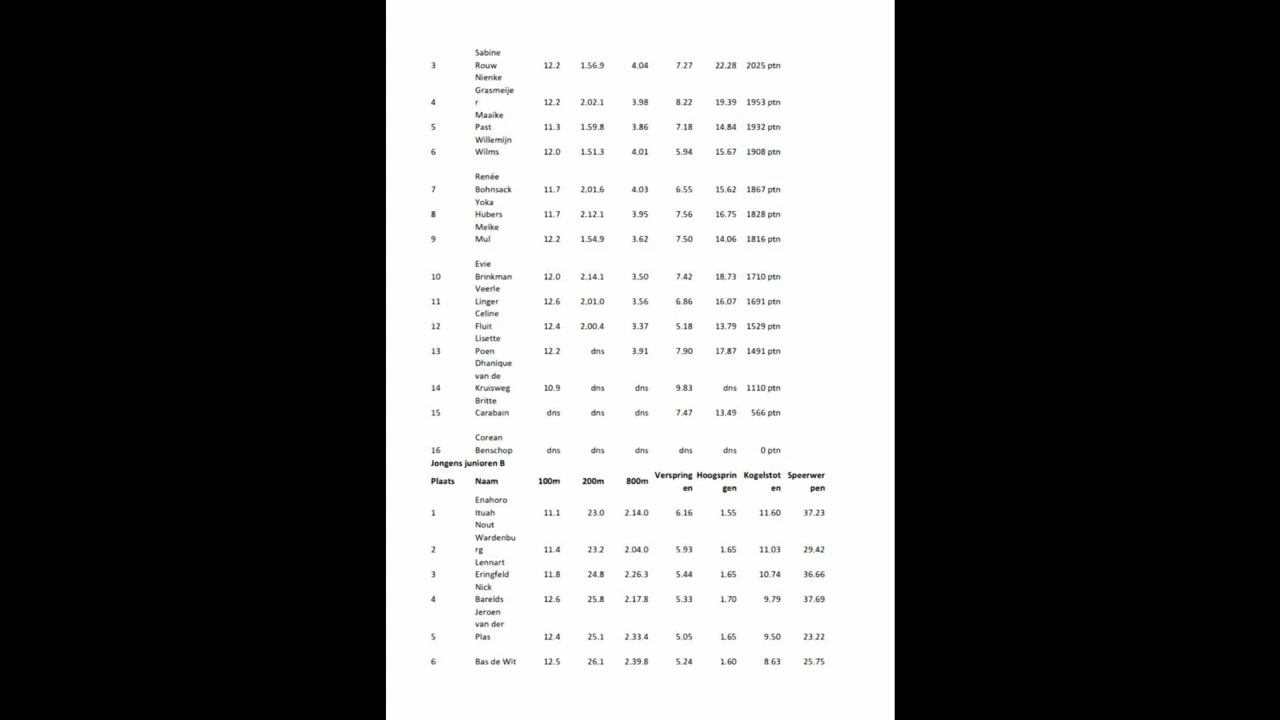 Sabine
3 Rouw 12.2 1.56.9 4.04 7.27 22.28 2025 ptn
Nienke
Grasmeije
4 r 12.2 2.02.1 3.98 8.22 19.39 1953 ptn
Maaike
5 Past 11.3 1.59.8 3.86 7.18 14.84 1932 ptn
Willemijn
6 Wilms 12.0 1.51.3 4.01 5.94 15.67 1908 ptn
Renée
7 Bohnsack 11.7 2.01.6 4.03 6.55 15.62 1867 ptn
Yoka
8 Hubers 11.7 2.12.1 3.95 7.56 16.75 1828 ptn
Meike
9 Mul 12.2 1.54.9 3.62 7.50 14.06 1816 ptn
Evie
10 Brinkman 12.0 2.14.1 3.50 7.42 18.73 1710 ptn
Veerle
11 Linger 12.6 2.01.0 3.56 6.86 16.07 1691 ptn
Celine
12 Fluit 12.4 2.00.4 3.37 5.18 13.79 1529 ptn
Lisette
13 Poen 12.2 dns 3.91 7.90 17.87 1491 ptn
Dhanique
van de
14 Kruisweg 10.9 dns dns 9.83 dns 1110 ptn
Britte
15 Carabain dns dns dns 7.47 13.49 566 ptn
Corean
16 Benschop dns dns dns dns dns 0 ptn
Jongens junioren B
Plaats Naam 100m 200m 800m Verspring Hoogsprin Kogelstot Speerwer
en gen en pen
Enahoro
1 Ituah 11.1 23.0 2.14.0 6.16 1.55 11.60 37.23
Nout
Wardenbu
2 rg 11.4 23.2 2.04.0 5.93 1.65 11.03 29.42
Lennart
3 Eringfeld 11.8 24.8 2.26.3 5.44 1.65 10.74 36.66
Nick
4 Barelds 12.6 25.8 2.17.8 5.33 1.70 9.79 37.69
Jeroen
van der
5 Plas 12.4 25.1 2.33.4 5.05 1.65 9.50 23.22
6 Bas de Wit 12.5 26.1 2.39.8 5.24 1.60 8.63 25.75